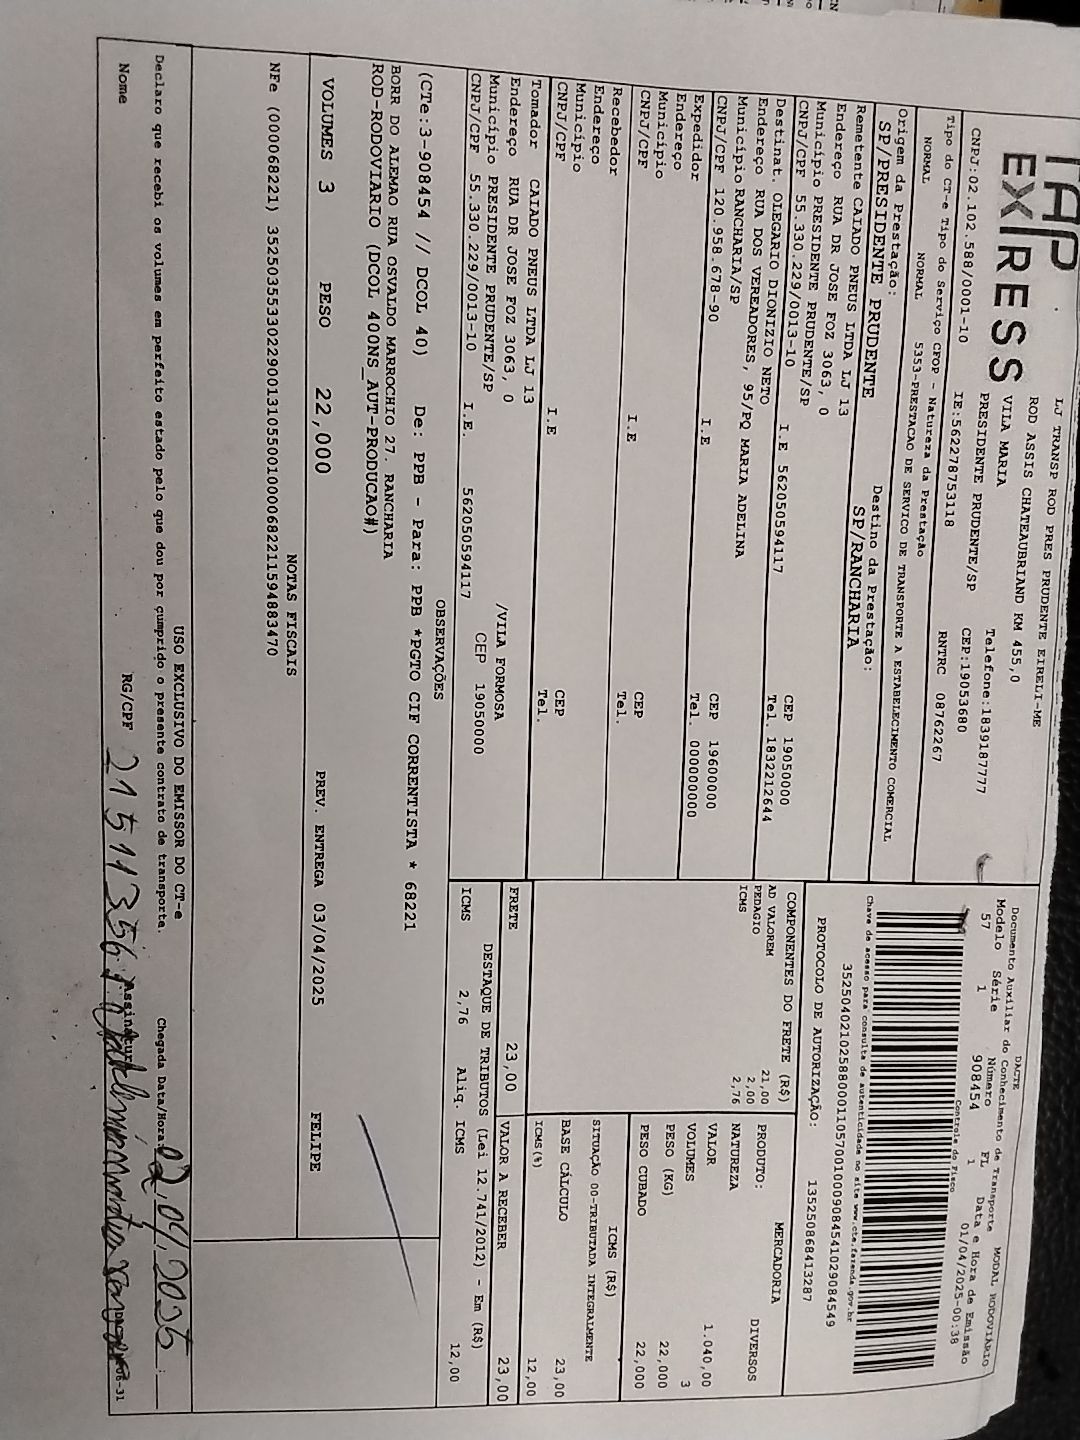 TAP
EXPRESS
LJ TRANSP ROD PRES PRUDENTE EIRELI-ME
ROD ASSIS CHATEAUBRIAND KM 455,0
VILA MARIA Telefone:1839187777
PRESIDENTE PRUDENTE/SP CEP:19053680
CNPJ:02.102.588/0001-10 IE:562278753118 RNTRC 08762267
Tipo do CT-e Tipo do Serviço CFOP - Natureza da Prestação
NORMAL NORMAL 5353-PRESTACAO DE SERVICO DE TRANSPORTE A ESTABELECIMENTO COMERCIAL
Origem da Prestação: Destino da Prestação:
SP/PRESIDENTE PRUDENTE SP/RANCHARIA
Remetente CAIADO PNEUS LTDA LJ 13
Endereço RUA DR JOSE FOZ 3063, 0
Município PRESIDENTE PRUDENTE/SP CEP 19050000
CNPJ/CPF 55.330.229/0013-10 I.E 562050594117 Tel. 1832212644
Destinat. OLEGARIO DIONIZIO NETO
Endereço RUA DOS VEREADORES, 95/PQ MARIA ADELINA
Município RANCHARIA/SP CEP 19600000
CNPJ/CPF 120.958.678-90 I.E Tel. 000000000
Expedidor
Endereço
Município CEP
CNPJ/CPF I.E Tel.
Recebedor
Endereço
Município CEP
CNPJ/CPF I.E Tel.
Tomador CAIADO PNEUS LTDA LJ 13
Endereço RUA DR JOSE FOZ 3063, 0 /VILA FORMOSA
Município PRESIDENTE PRUDENTE/SP CEP 19050000
CNPJ/CPF 55.330.229/0013-10 I.E. 562050594117
DACTE MODAL RODOVIÁRIO
Documento Auxiliar do Conhecimento de Transporte
Modelo Série Número FL Data e Hora de Emissão
57 1 908454 1 01/04/2025-00:38
Controle do Fisco
Chave de acesso para consulta de autenticidade no site www.cte.fazenda.gov.br
35250402102588000110570010009084541029084549
PROTOCOLO DE AUTORIZAÇÃO: 135250868413287
COMPONENTES DO FRETE (R$)
AD VALOREM 21,00
PEDAGIO 2,00
ICMS 2,76
FRETE 23,00
MERCADORIA
PRODUTO: DIVERSOS
NATUREZA
VALOR 1.040,00
VOLUMES 3
PESO (KG) 22,000
PESO CUBADO 22,000
ICMS (R$)
SITUAÇÃO 00-TRIBUTADA INTEGRALMENTE
BASE CÁLCULO 23,00
ICMS(%) 12,00
VALOR A RECEBER 23,00
DESTAQUE DE TRIBUTOS (Lei 12.741/2012) - Em (R$)
ICMS 2,76 Aliq. ICMS 12,00
OBSERVAÇÕES
(CTe:3-908454 // DCOL 40) De: PPB - Para: PPB *PGTO CIF CORRENTISTA * 68221
BORR DO ALEMAO RUA OSVALDO MARROCHIO 27. RANCHARIA
ROD-RODOVIARIO (DCOL 400NS_AUT-PRODUCAO#)
VOLUMES 3 PESO 22,000 PREV. ENTREGA 03/04/2025 FELIPE
NOTAS FISCAIS
NFe (000068221) 35250355330229001310550010000682211594883470
USO EXCLUSIVO DO EMISSOR DO CT-e
Declaro que recebi os volumes em perfeito estado pelo que dou por cumprido o presente contrato de transporte. Chegada Data/Hora: 02,04,2025
Nome RG/CPF Assinatura